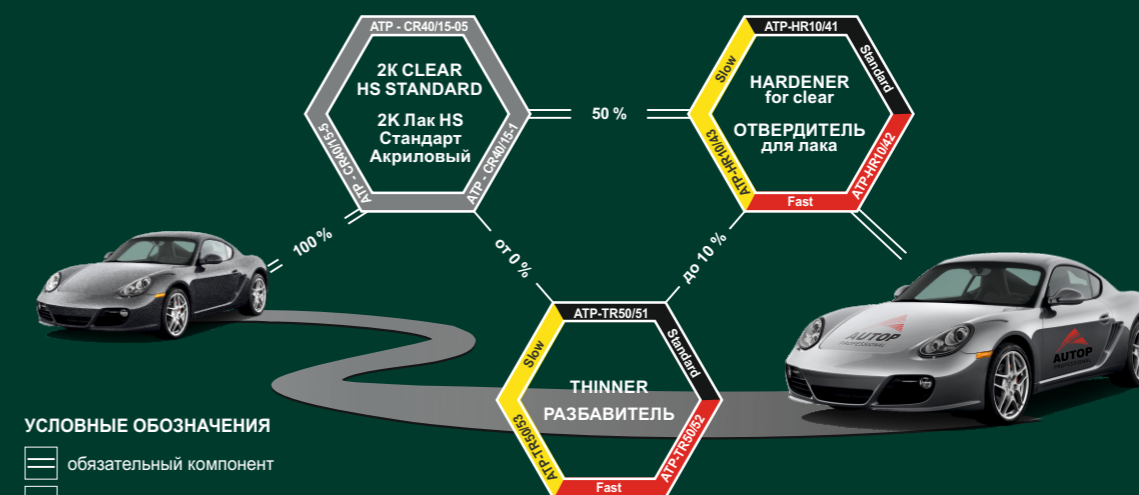 ATP - CR40/15-05
2K CLEAR
HS STANDARD
2K Лак HS
Стандарт
Акриловый
ATP - CR40/15-5
ATP - CR40/15-1
50 %
ATP-HR10/41
Slow
Standard
HARDENER
for clear
ОТВЕРДИТЕЛЬ
для лака
ATP-HR10/43
ATP-HR10/42
Fast
100 %
от 0 %
до 10 %
ATP-TR50/51
Slow
Standard
THINNER
РАЗБАВИТЕЛЬ
ATP-TR50/53
ATP-TR50/52
Fast
AUTOP
PROFESSIONAL
AUTOP
PROFESSIONAL
УСЛОВНЫЕ ОБОЗНАЧЕНИЯ
обязательный компонент